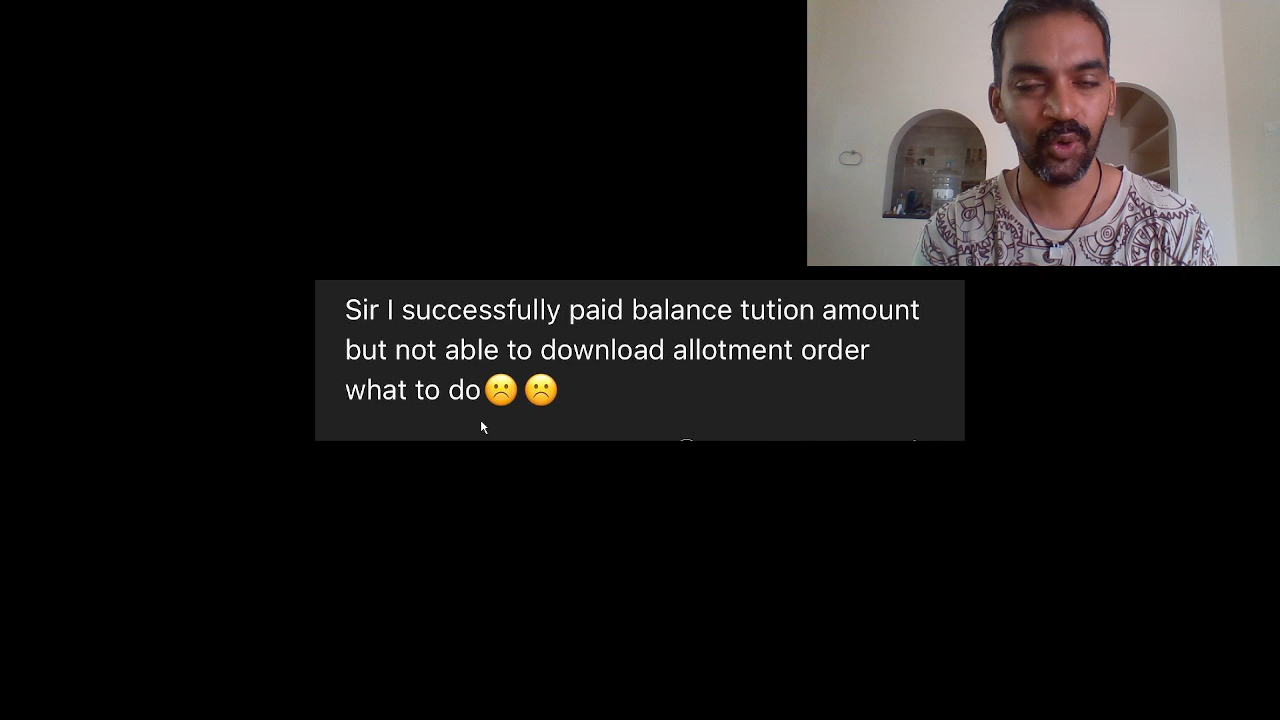 Sir I successfully paid balance tution amount
but not able to download allotment order
what to do☹️☹️